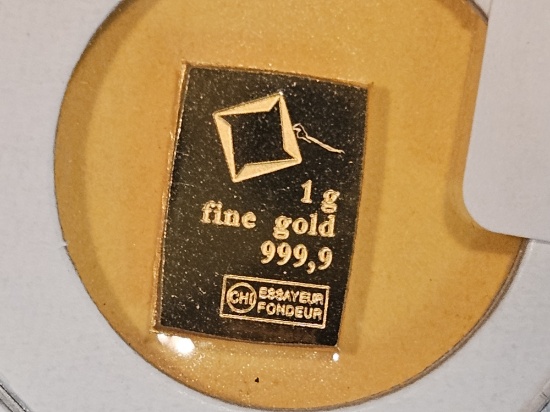 1 g
fine gold
999,9
CHI ESSAYEUR
FONDEUR